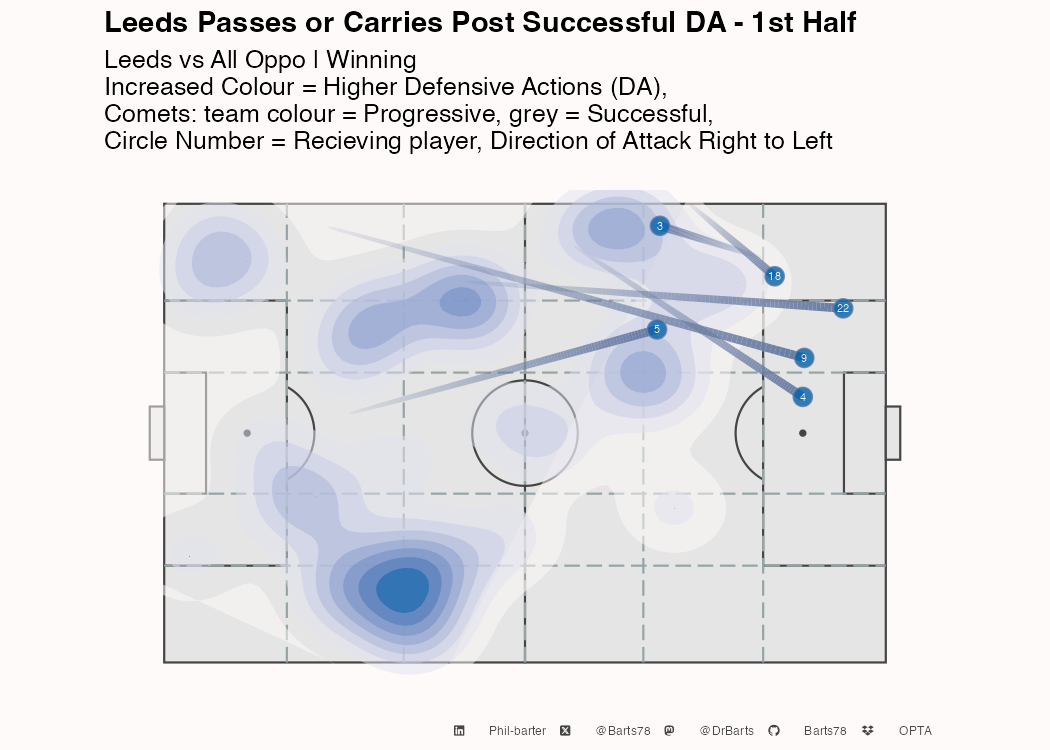 Leeds Passes or Carries Post Successful DA - 1st Half
Leeds vs All Oppo | Winning
Increased Colour = Higher Defensive Actions (DA),
Comets: team colour = Progressive, grey = Successful,
Circle Number = Recieving player, Direction of Attack Right to Left
3
18
22
5
9
4
Phil-barter @Barts78 @DrBarts Barts78 OPTA